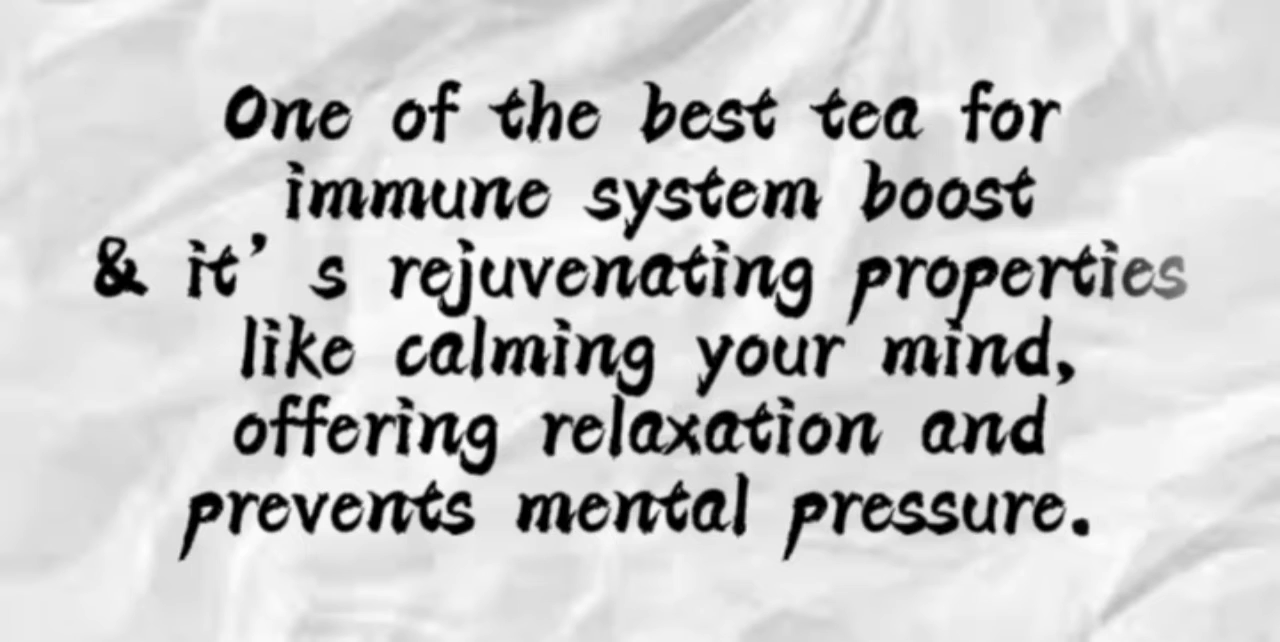 One of the best tea for
immune system boost
& it' s rejuvenating properties
like calming your mind,
offering relaxation and
prevents mental pressure.